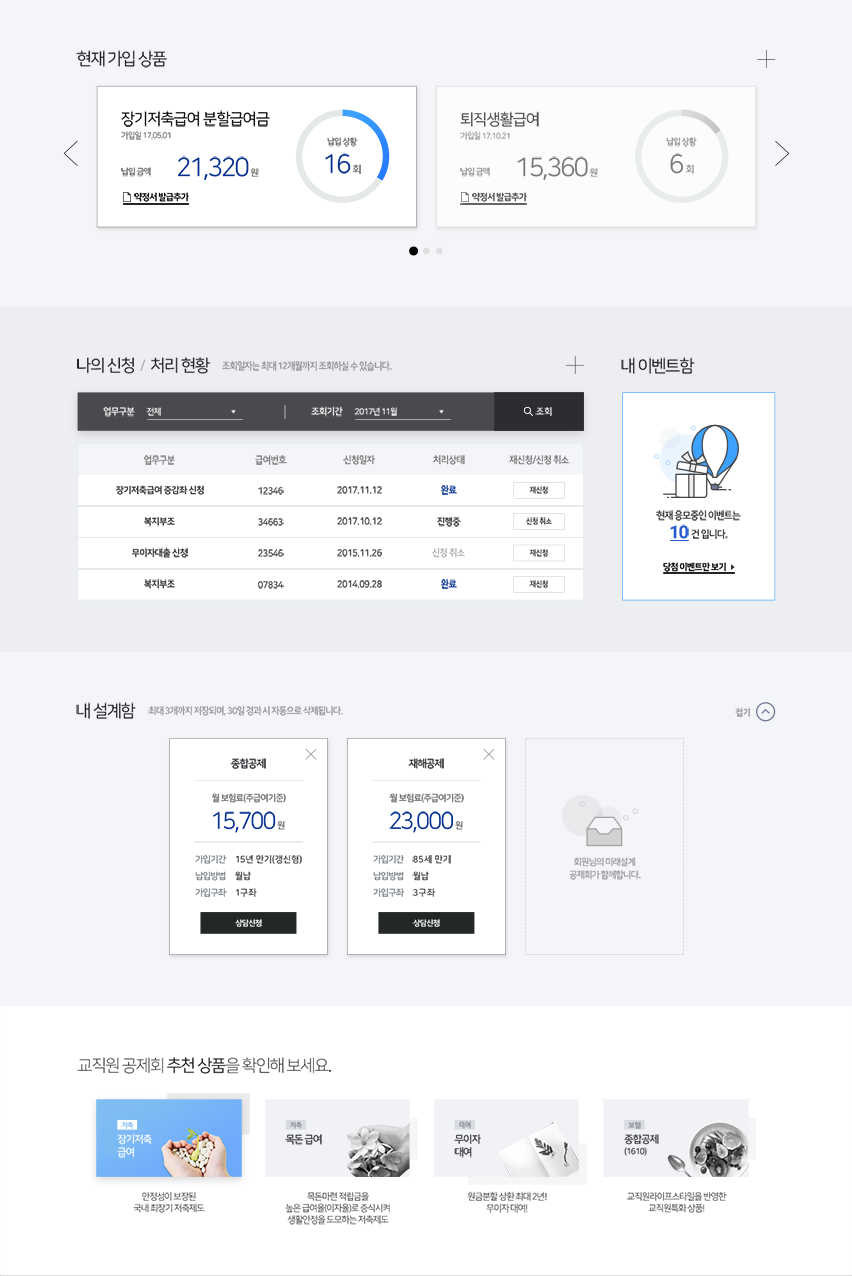 현재 가입 상품
장기저축급여 분할급여금
가입일 17.05.01
납입 금액 21,320 원
약정서 발급추가
납입 상황
16 회
퇴직생활급여
가입일 17.10.21
납입 금액 15,360 원
약정서 발급추가
납입 상황
6 회
나의 신청 / 처리 현황 조회일자는 최대 12개월까지 조회하실 수 있습니다.
업무구분 전체 조회기간 2017년 11월 조회
업무구분 급여번호 신청일자 처리상태 재신청/신청 취소
장기저축급여 증감좌 신청 12346 2017.11.12 완료 재신청
복지부조 34663 2017.10.12 진행중 신청 취소
무이자대출 신청 23546 2015.11.26 신청 취소 재신청
복지부조 07834 2014.09.28 완료 재신청
내 이벤트함
현재 응모중인 이벤트는
10 건 입니다.
당첨 이벤트만 보기
내 설계함 최대 3개까지 저장되며, 30일 경과 시 자동으로 삭제됩니다.
접기
종합공제
월 보험료(주급여기준)
15,700 원
가입기간 15년 만기(갱신형)
납입방법 월납
가입구좌 1구좌
상담신청
재해공제
월 보험료(주급여기준)
23,000 원
가입기간 85세 만기
납입방법 월납
가입구좌 3구좌
상담신청
회원님의 미래설계
공제회가 함께합니다.
교직원 공제회 추천 상품을 확인해 보세요.
저축
장기저축
급여
안정성이 보장된
국내 최장기 저축제도
저축
목돈 급여
목돈마련 적립금을
높은 급여율(이자율)로 증식시켜
생활안정을 도모하는 저축제도
대여
무이자
대여
원금분할 상환 최대 2년!
무이자 대여!
보험
종합공제
(1610)
교직원라이프스타일을 반영한
교직원특화 상품!